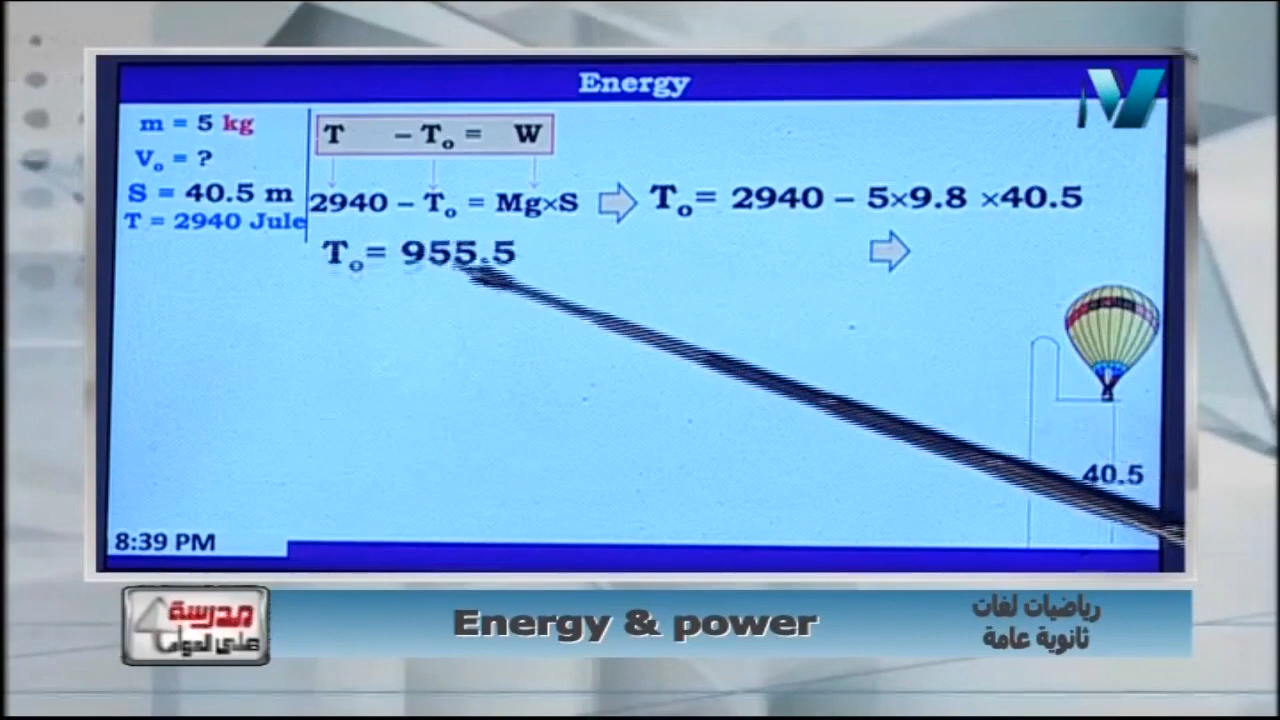 Energy
m = 5 kg
V₀ = ?
S = 40.5 m
T = 2940 Jule
T – T₀ = W
2940 – T₀ = Mg×S
T₀= 2940 – 5×9.8 ×40.5
T₀= 955.5
40.5
8:39 PM
مدرسة
على الهواء
Energy & power
رياضيات لغات
ثانوية عامة